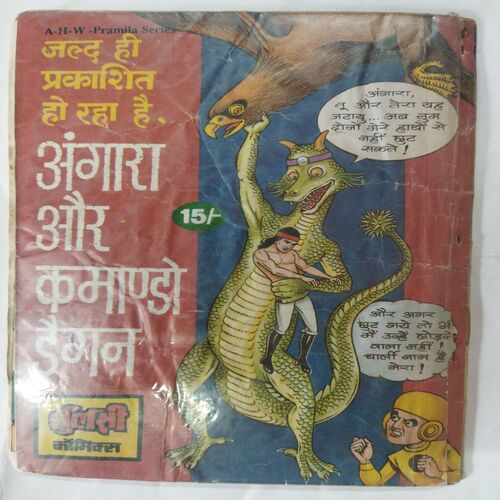 A-H-W -Pramila Series
जल्द ही
प्रकाशित
हो रहा है.
अंगारा
और
कमाण्डो
ड्रैगन
15/-
तुलसी
कॉमिक्स
अंगारा,
तू और तेरा यह
जटायु... अब तुम
दोनों मेरे हाथों से
नहीं छूट
सकते !
और अगर
छूट गये तो
मैं उन्हें छोड़ने
वाला नहीं !
चार्ली नाम है
मेरा !